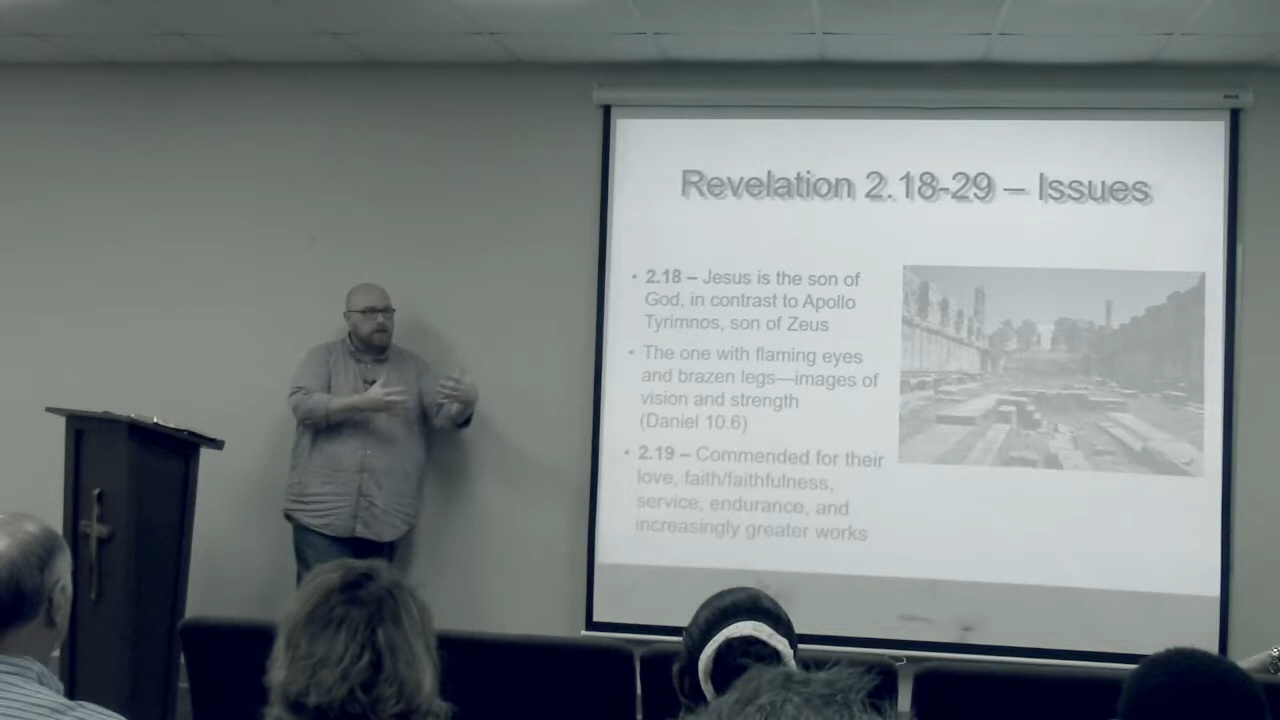 Revelation 2.18-29 – Issues
• 2.18 – Jesus is the son of
God, in contrast to Apollo
Tyrimnos, son of Zeus
• The one with flaming eyes
and brazen legs—images of
vision and strength
(Daniel 10.6)
• 2.19 – Commended for their
love, faith/faithfulness,
service, endurance, and
increasingly greater works